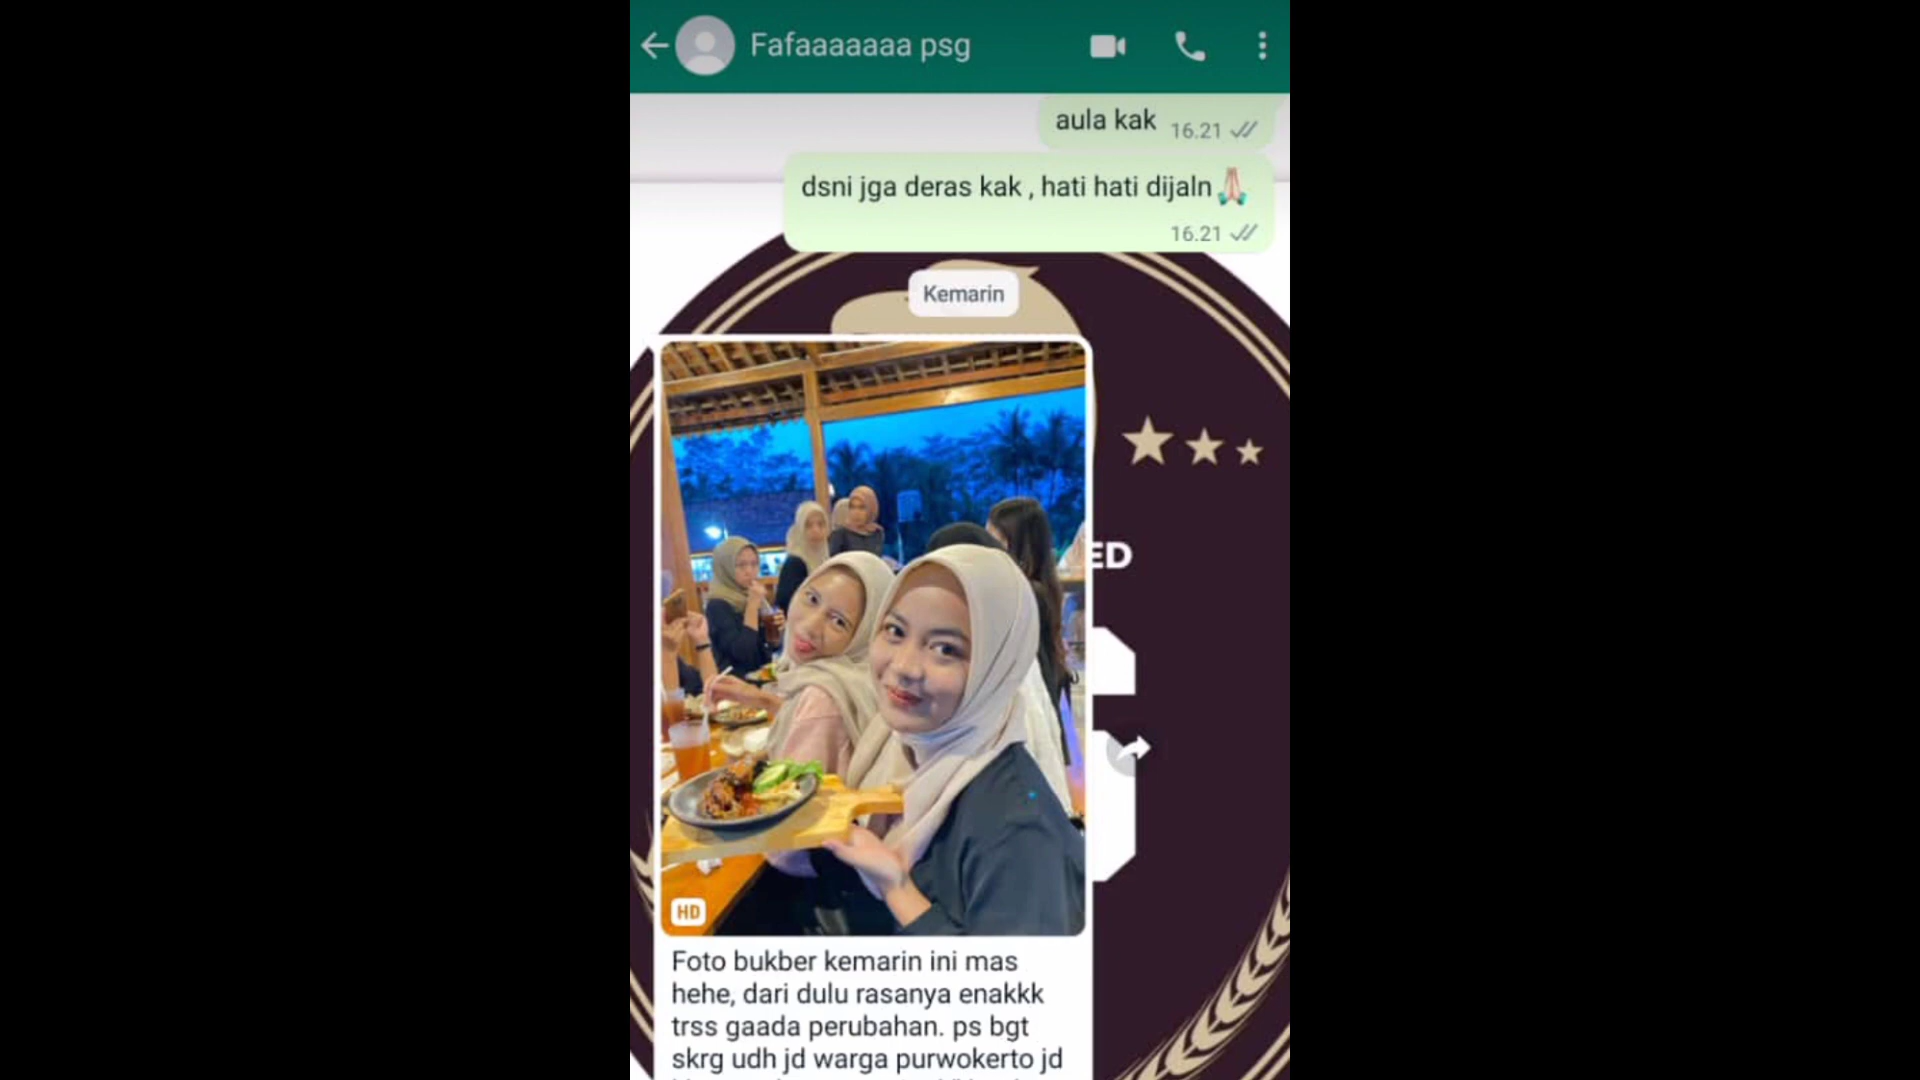 Fafaaaaaaa psg
aula kak 16.21
dsni jga deras kak , hati hati dijaln🙏🏻
16.21
Kemarin
ED
HD
Foto bukber kemarin ini mas
hehe, dari dulu rasanya enakkk
trss gaada perubahan. ps bgt
skrg udh jd warga purwokerto jd